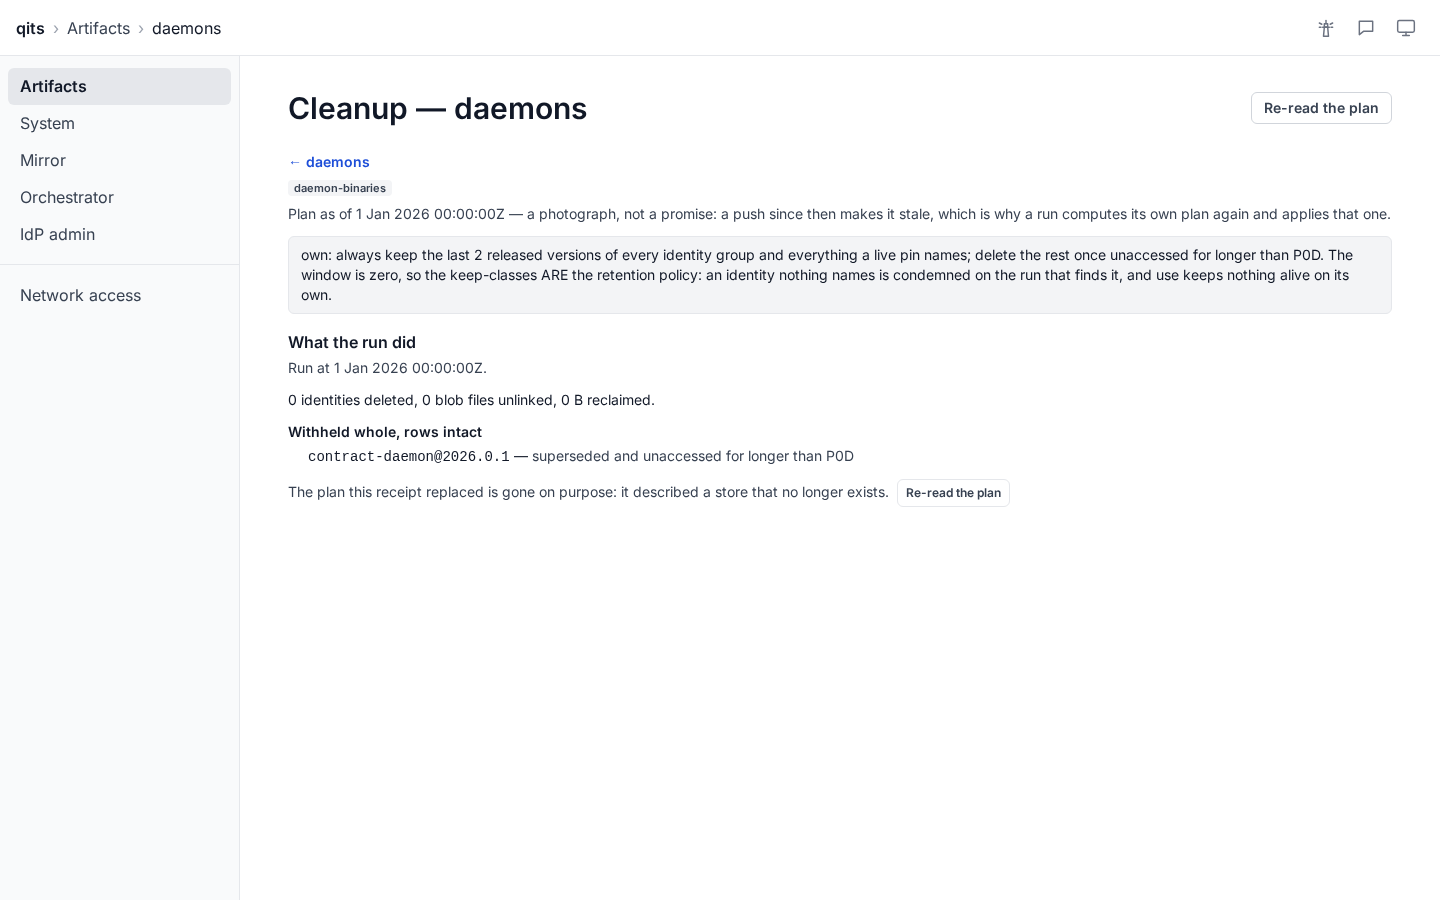 qits › Artifacts › daemons
Artifacts
System
Mirror
Orchestrator
IdP admin
Network access
Cleanup — daemons
Re-read the plan
← daemons
daemon-binaries
Plan as of 1 Jan 2026 00:00:00Z — a photograph, not a promise: a push since then makes it stale, which is why a run computes its own plan again and applies that one.
own: always keep the last 2 released versions of every identity group and everything a live pin names; delete the rest once unaccessed for longer than P0D. The
window is zero, so the keep-classes ARE the retention policy: an identity nothing names is condemned on the run that finds it, and use keeps nothing alive on its
own.
What the run did
Run at 1 Jan 2026 00:00:00Z.
0 identities deleted, 0 blob files unlinked, 0 B reclaimed.
Withheld whole, rows intact
contract-daemon@2026.0.1 — superseded and unaccessed for longer than P0D
The plan this receipt replaced is gone on purpose: it described a store that no longer exists. Re-read the plan